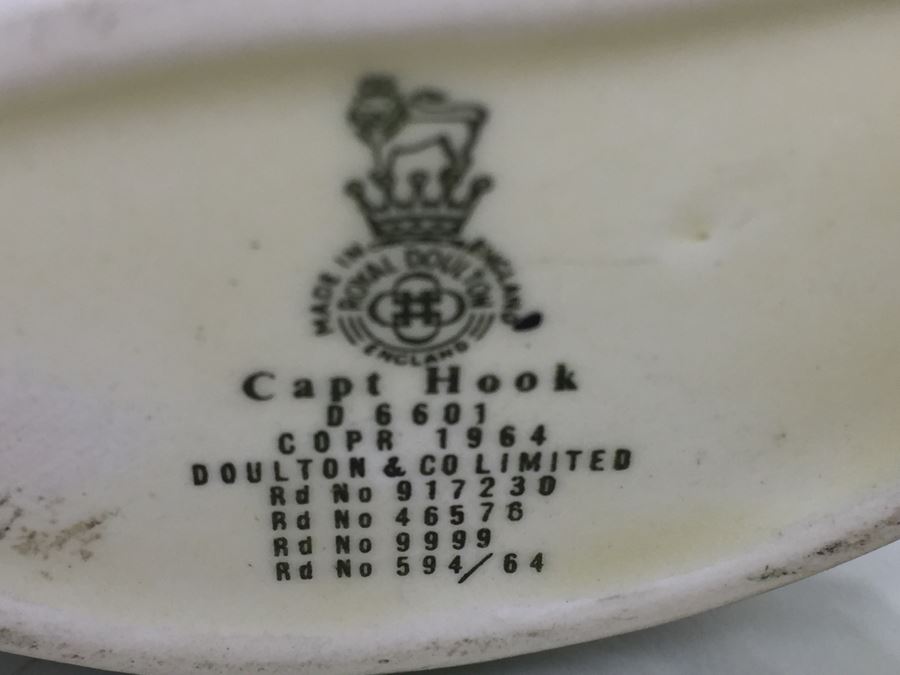 MADE IN ENGLAND
ROYAL DOULTON
ENGLAND
Capt Hook
D 6601
COPR 1964
DOULTON & CO LIMITED
Rd No 917230
Rd No 46576
Rd No 9999
Rd No 594/64